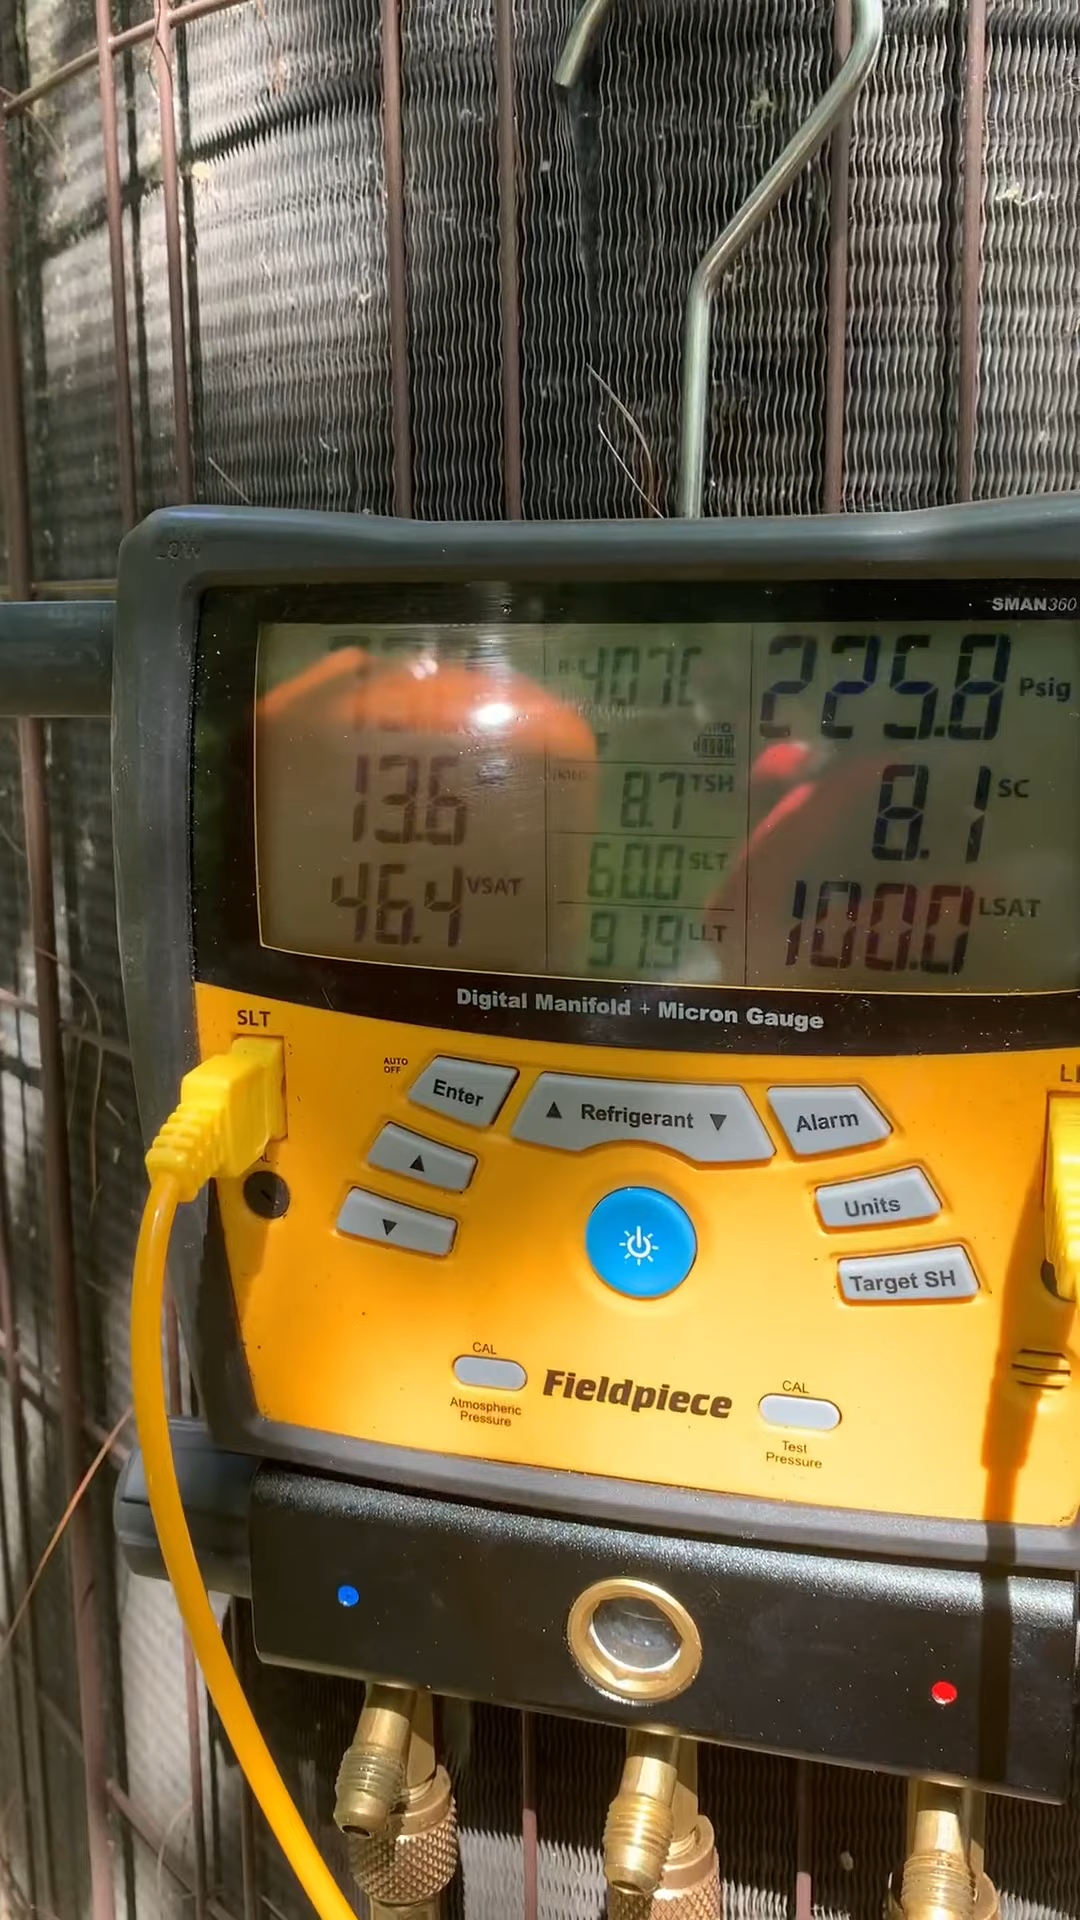 LOW
SMAN360
R-407C
225.8 Psig
13.6
8.7 TSH
8.1 SC
46.4 VSAT
60.0 SLT
100.0 LSAT
91.9 LLT
Digital Manifold + Micron Gauge
SLT
AUTO
OFF
Enter
▲ Refrigerant ▼
Alarm
▲
Units
▼
Target SH
CAL
Fieldpiece
CAL
Atmospheric
Pressure
Test
Pressure